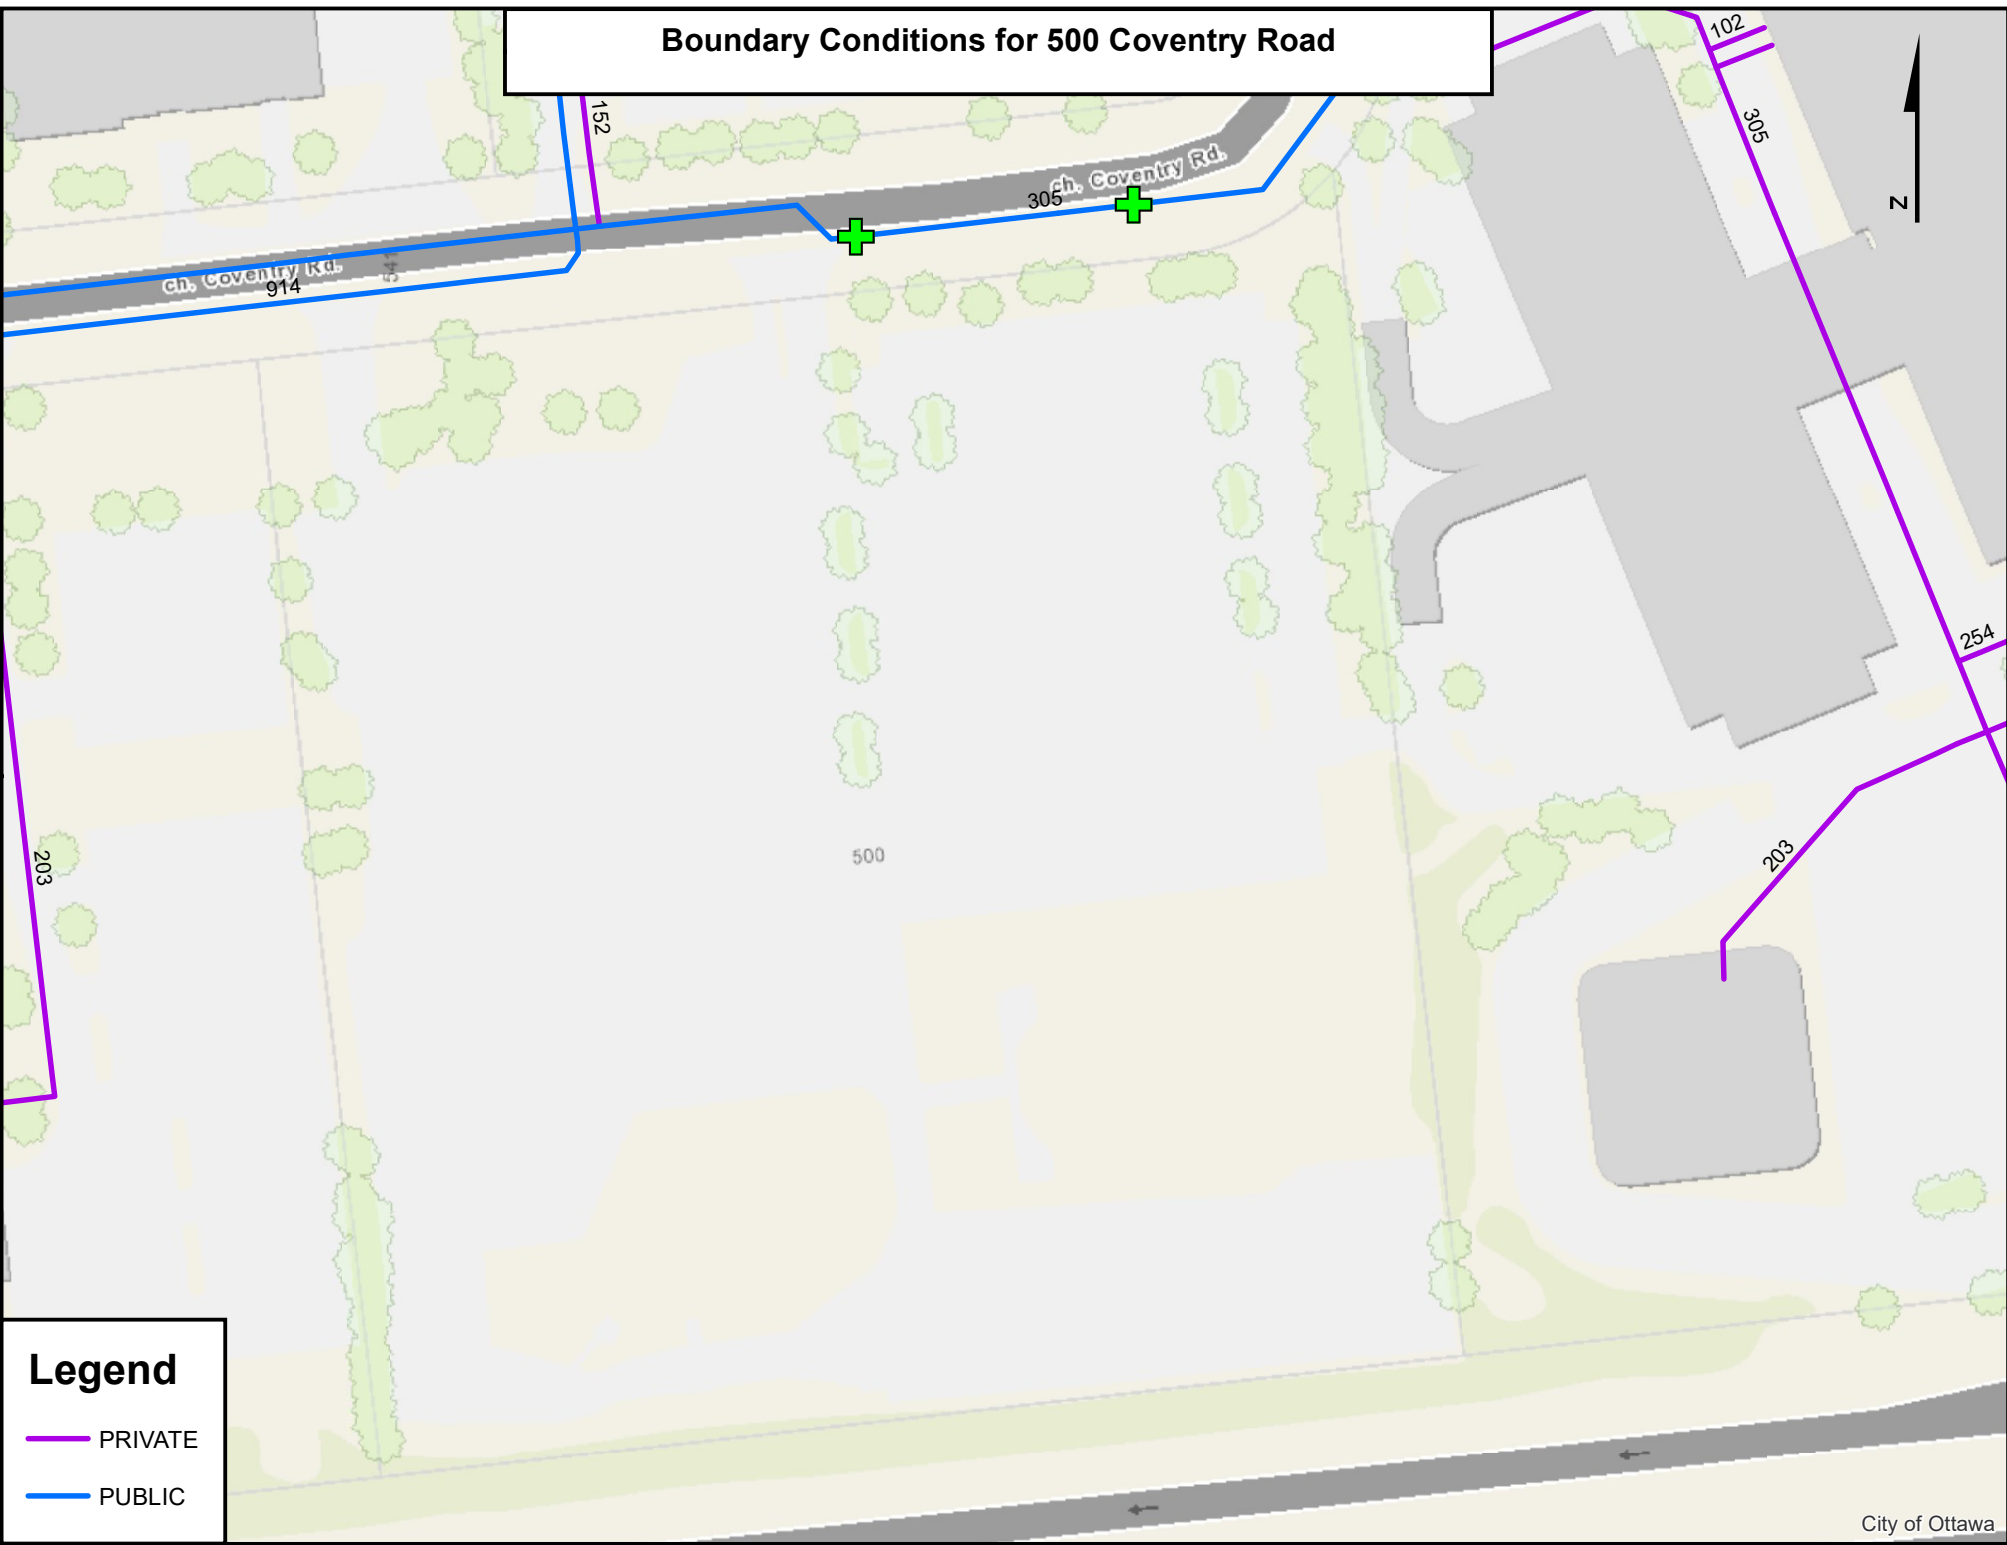 Boundary Conditions for 500 Coventry Road
102
152
305
ch. Coventry Rd.
305
N
ch. Coventry Rd.
541
914
254
203
203
500
Legend
PRIVATE
PUBLIC
City of Ottawa